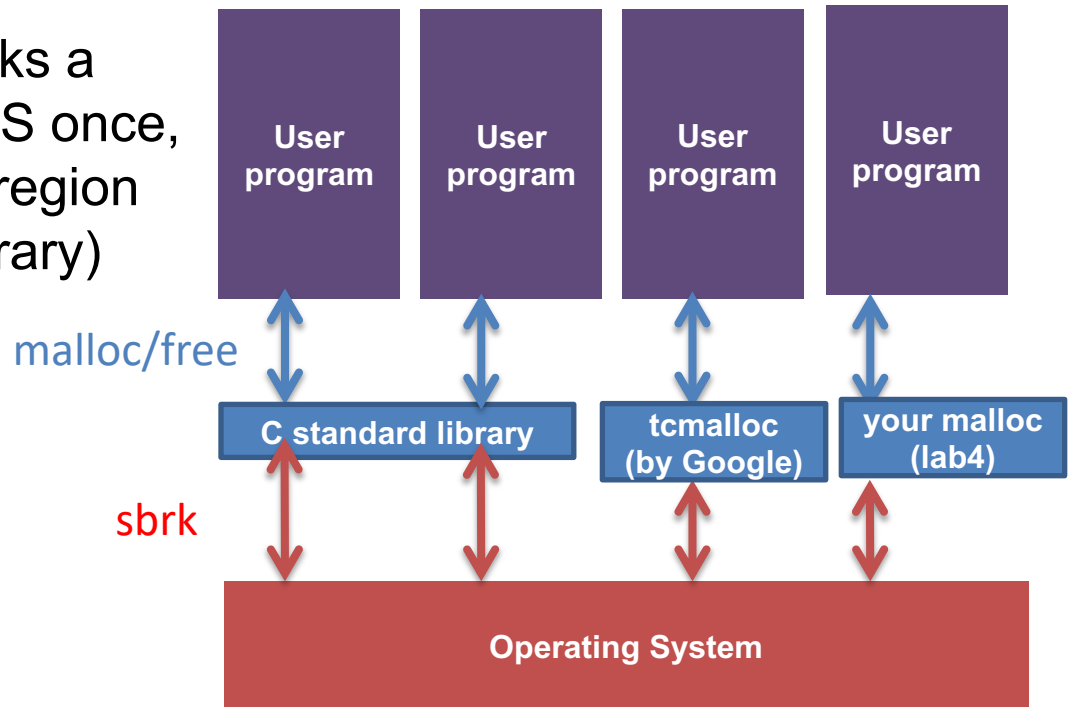 ks a
S once,
region
rary)
User
program
User
program
User
program
User
program
malloc/free
C standard library
tcmalloc
(by Google)
your malloc
(lab4)
sbrk
Operating System